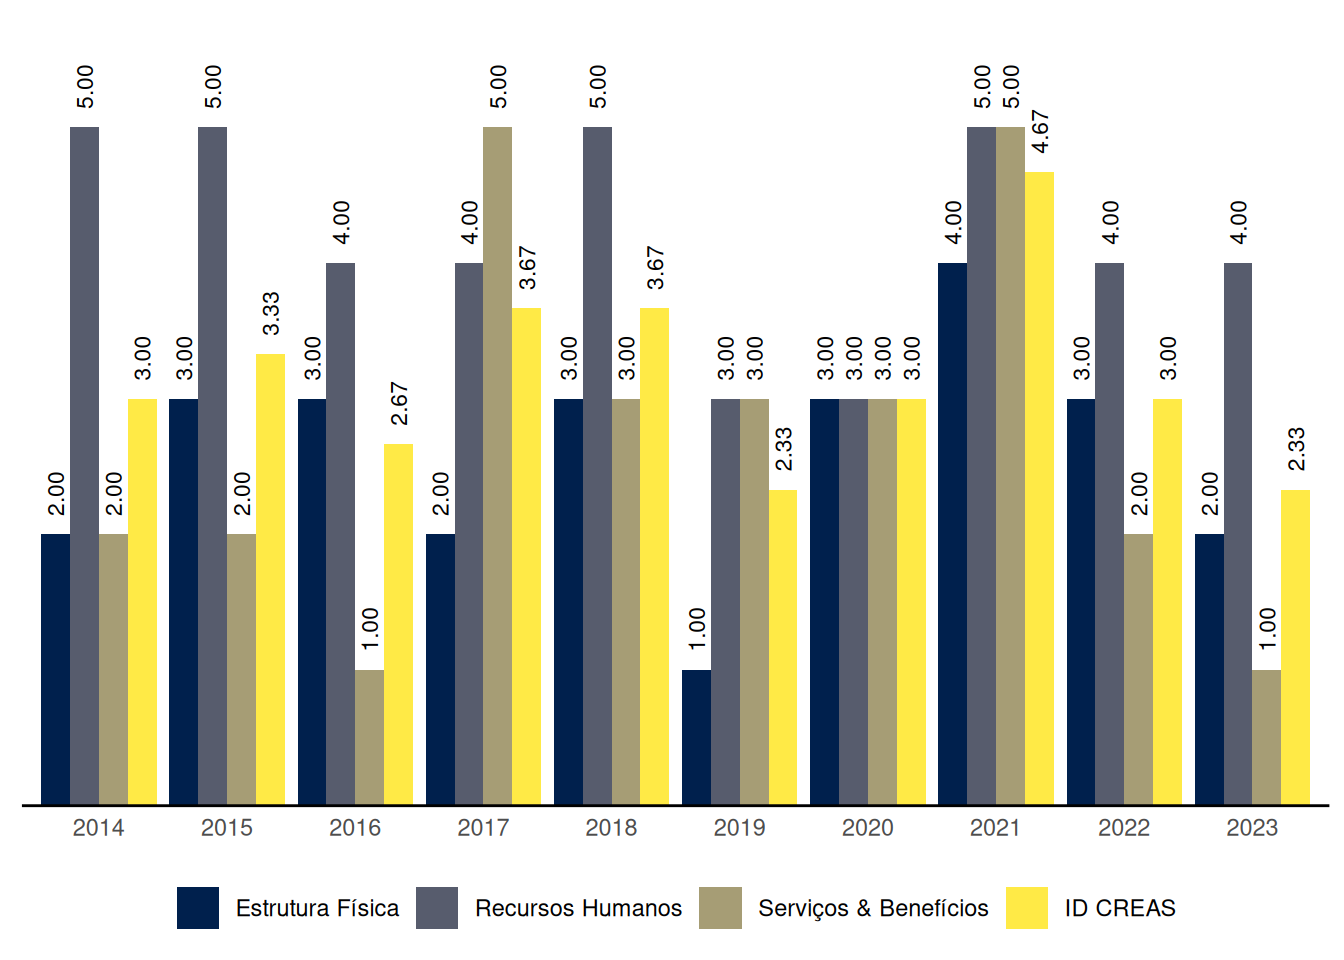 5.00 5.00 5.00 5.00 5.00 5.00
4.67
4.00 4.00 4.00 4.00 4.00
3.67 3.67
3.33
3.00 3.00 3.00 3.00 3.00 3.00 3.00 3.00 3.00 3.00 3.00 3.00 3.00
2.67
2.33 2.33
2.00 2.00 2.00 2.00 2.00 2.00
1.00 1.00 1.00
2014 2015 2016 2017 2018 2019 2020 2021 2022 2023
Estrutura Física Recursos Humanos Serviços & Benefícios ID CREAS